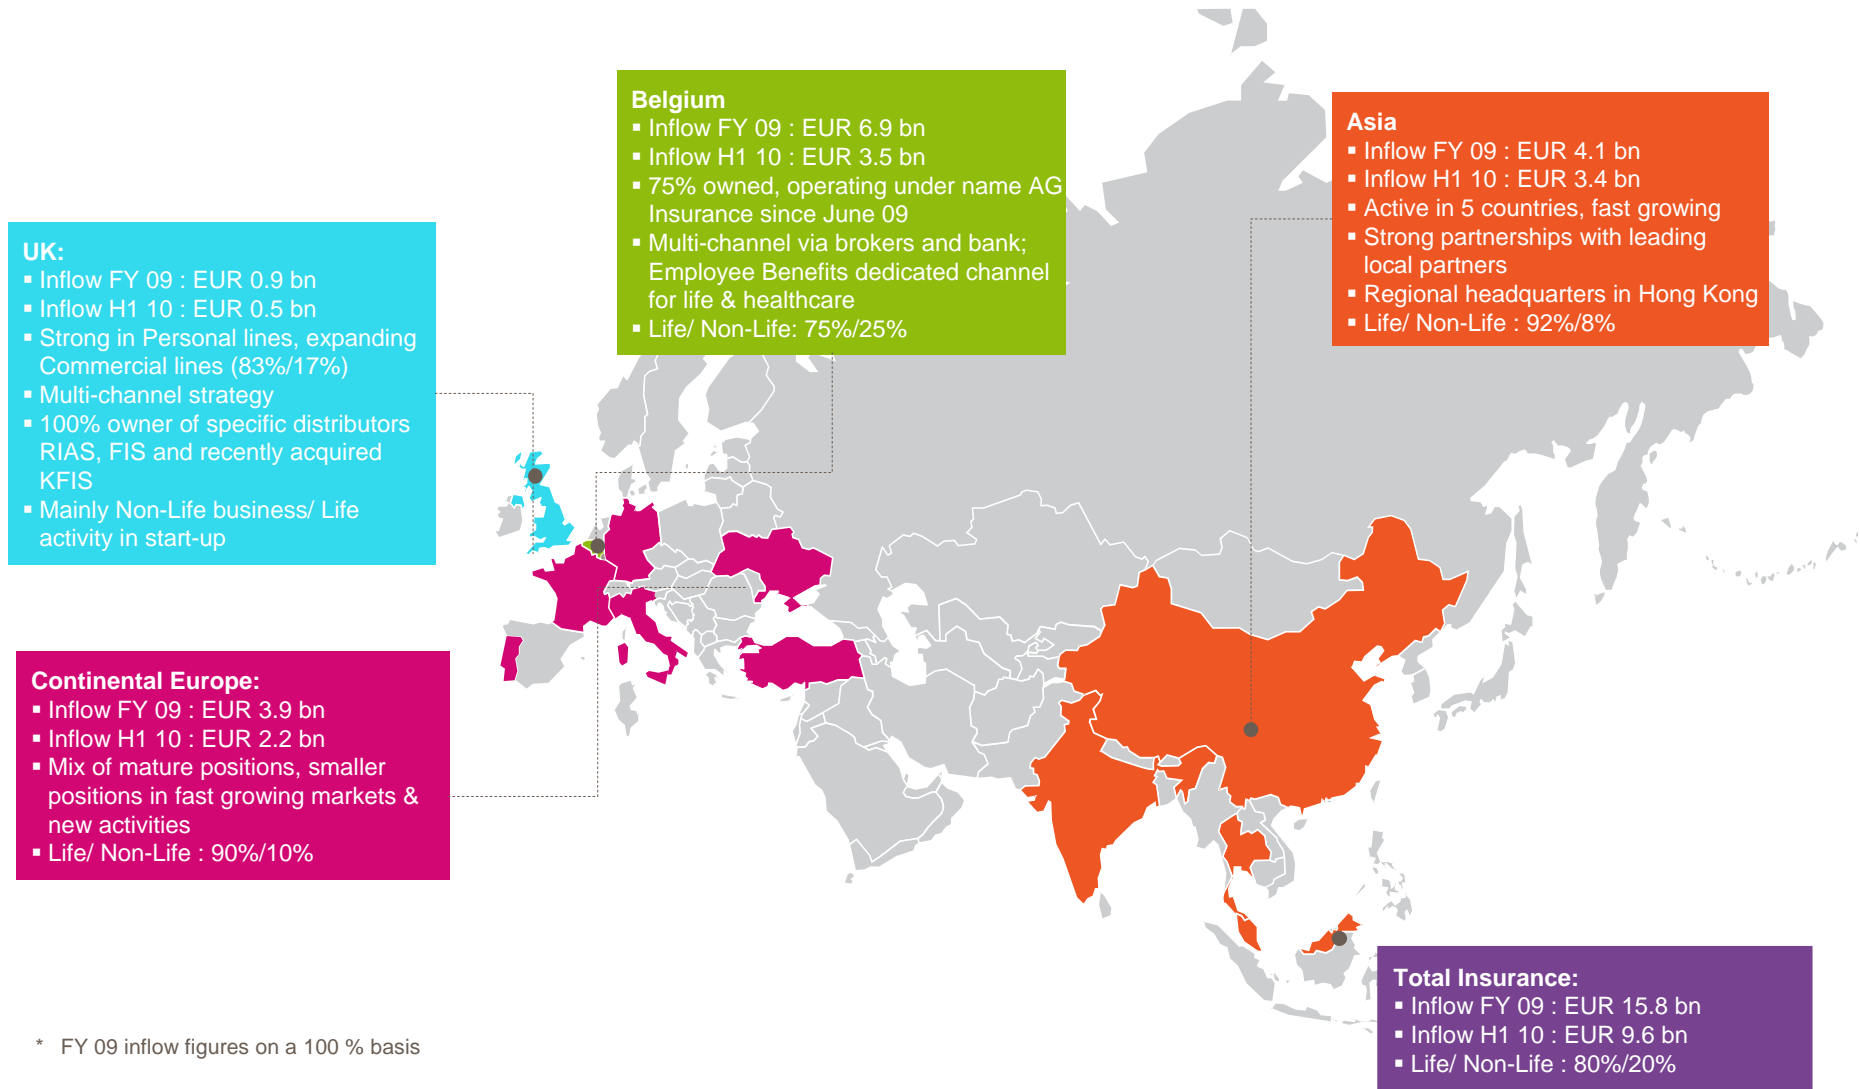 Belgium
▪ Inflow FY 09 : EUR 6.9 bn
▪ Inflow H1 10 : EUR 3.5 bn
▪ 75% owned, operating under name AG
Insurance since June 09
▪ Multi-channel via brokers and bank;
Employee Benefits dedicated channel
for life & healthcare
▪ Life/ Non-Life: 75%/25%
Asia
▪ Inflow FY 09 : EUR 4.1 bn
▪ Inflow H1 10 : EUR 3.4 bn
▪ Active in 5 countries, fast growing
▪ Strong partnerships with leading
local partners
▪ Regional headquarters in Hong Kong
▪ Life/ Non-Life : 92%/8%
UK:
▪ Inflow FY 09 : EUR 0.9 bn
▪ Inflow H1 10 : EUR 0.5 bn
▪ Strong in Personal lines, expanding
Commercial lines (83%/17%)
▪ Multi-channel strategy
▪ 100% owner of specific distributors
RIAS, FIS and recently acquired
KFIS
▪ Mainly Non-Life business/ Life
activity in start-up
Continental Europe:
▪ Inflow FY 09 : EUR 3.9 bn
▪ Inflow H1 10 : EUR 2.2 bn
▪ Mix of mature positions, smaller
positions in fast growing markets &
new activities
▪ Life/ Non-Life : 90%/10%
Total Insurance:
▪ Inflow FY 09 : EUR 15.8 bn
▪ Inflow H1 10 : EUR 9.6 bn
▪ Life/ Non-Life : 80%/20%
* FY 09 inflow figures on a 100 % basis